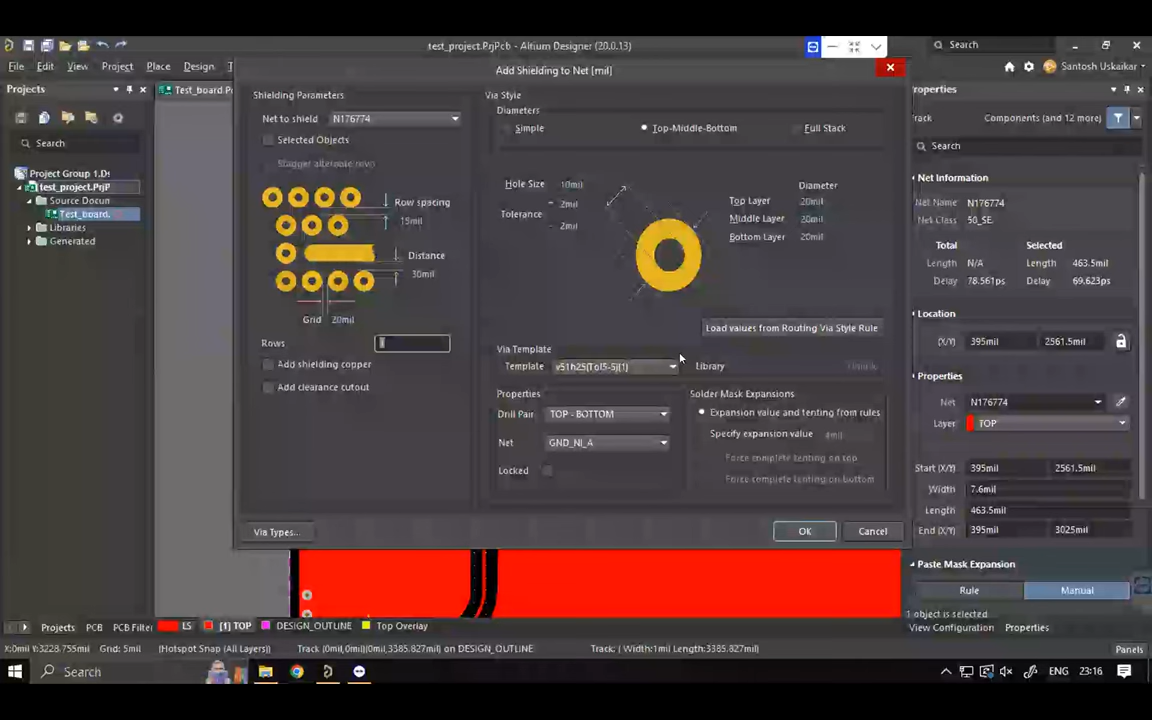 test_project.PrjPcb - Altium Designer (20.0.13)
Search
File Edit View Project Place Design
Santosh Uskaikar
Projects
Test_board.Pc
Add Shielding to Net [mil]
Properties
Search
Project Group 1.Ds
test_project.PrjP
Source Docun
Test_board.
Libraries
Generated
Shielding Parameters
Net to shield N176774
Selected Objects
Stagger alternate rows
Row spacing
15mil
Distance
30mil
Grid 20mil
Rows
Add shielding copper
Add clearance cutout
Via Types...
Via Style
Diameters
Simple Top-Middle-Bottom Full Stack
Hole Size 10mil
Tolerance
2mil
2mil
Diameter
Top Layer 20mil
Middle Layer 20mil
Bottom Layer 20mil
Load values from Routing Via Style Rule
Via Template
Template v51h25(Tol5-5)(1) Library
Properties
Drill Pair TOP - BOTTOM
Net GND_NI_A
Locked
Solder Mask Expansions
Expansion value and tenting from rules
Specify expansion value 4mil
Force complete tenting on top
Force complete tenting on bottom
OK Cancel
Track Components (and 12 more)
Search
Net Information
Net Name N176774
Net Class 50_SE
Total Selected
Length N/A Length 463.5mil
Delay 78.561ps Delay 69.623ps
Location
(X/Y) 395mil 2561.5mil
Properties
Net N176774
Layer TOP
Start (X/Y) 395mil 2561.5mil
Width 7.6mil
Length 463.5mil
End (X/Y) 395mil 3025mil
Paste Mask Expansion
Rule Manual
1 object is selected
Projects PCB PCB Filter LS [1] TOP DESIGN_OUTLINE Top Overlay View Configuration Properties
X:0mil Y:3228.755mil Grid: 5mil (Hotspot Snap (All Layers)) Track (0mil,0mil)(0mil,3385.827mil) on DESIGN_OUTLINE Track: ( Width:1mil Length:3385.827mil) Panels
Search ENG 23:16